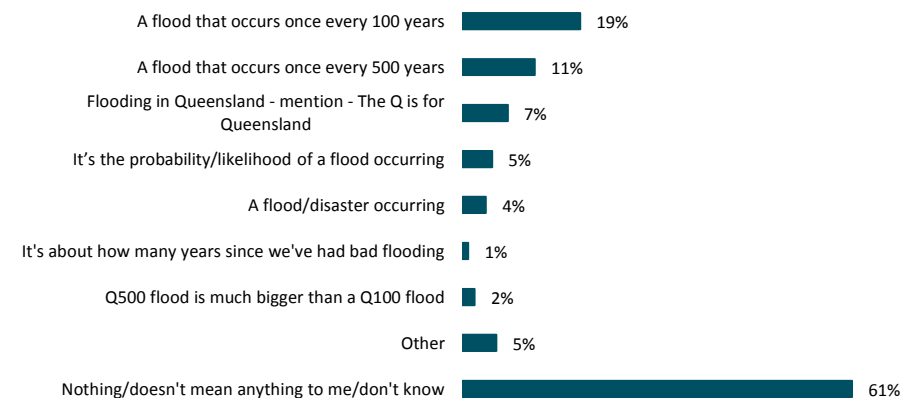 A flood that occurs once every 100 years 19%
A flood that occurs once every 500 years 11%
Flooding in Queensland - mention - The Q is for
Queensland
7%
It’s the probability/likelihood of a flood occurring 5%
A flood/disaster occurring 4%
It's about how many years since we've had bad flooding 1%
Q500 flood is much bigger than a Q100 flood 2%
Other 5%
Nothing/doesn't mean anything to me/don't know 61%